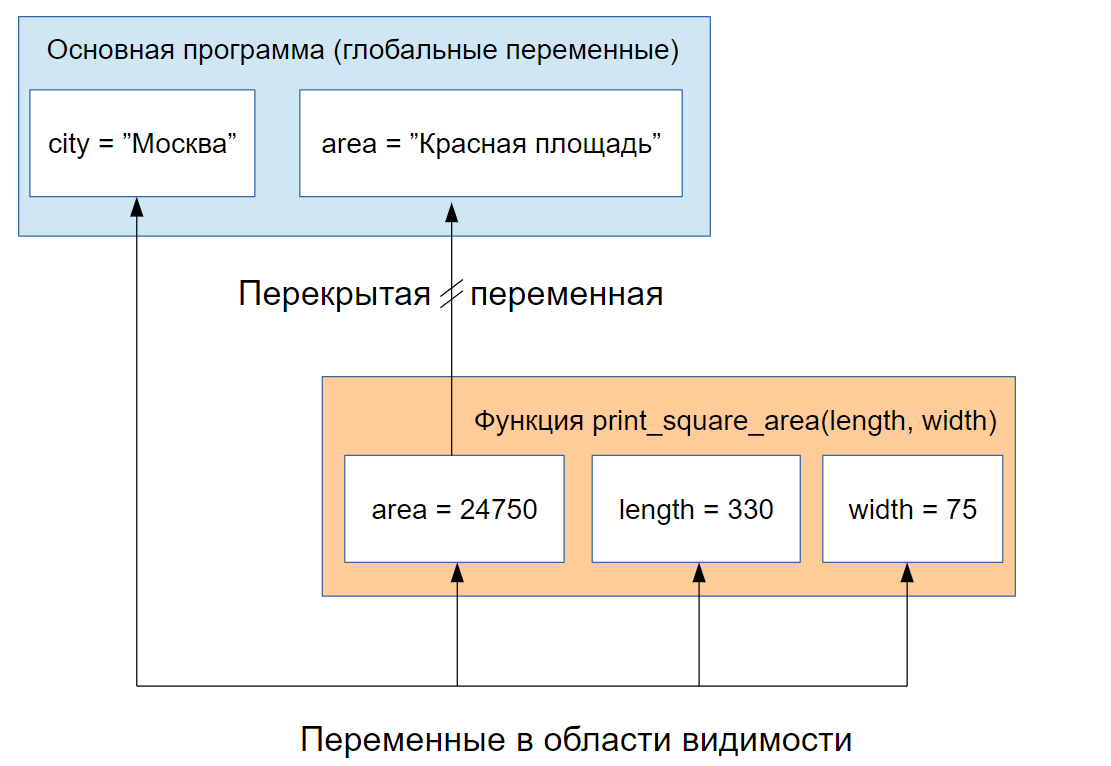 Основная программа (глобальные переменные)
city = ”Москва”
area = ”Красная площадь”
Перекрытая переменная
Функция print_square_area(length, width)
area = 24750
length = 330
width = 75
Переменные в области видимости